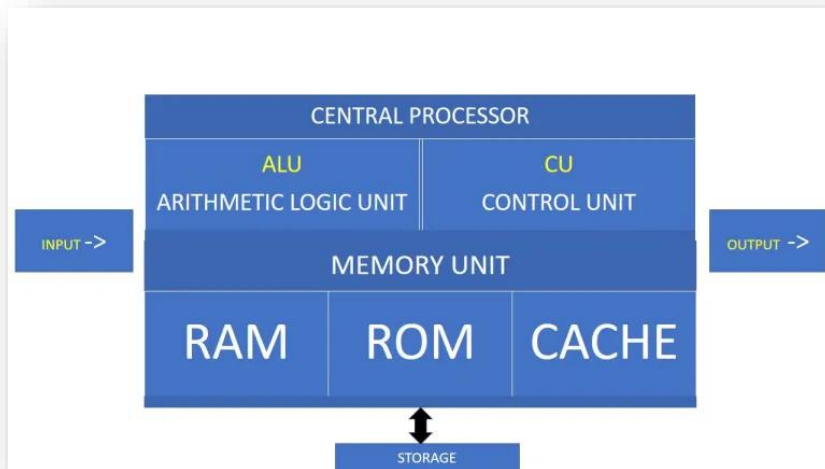 CENTRAL PROCESSOR
ALU
ARITHMETIC LOGIC UNIT
CU
CONTROL UNIT
INPUT ->
OUTPUT ->
MEMORY UNIT
RAM
ROM
CACHE
STORAGE